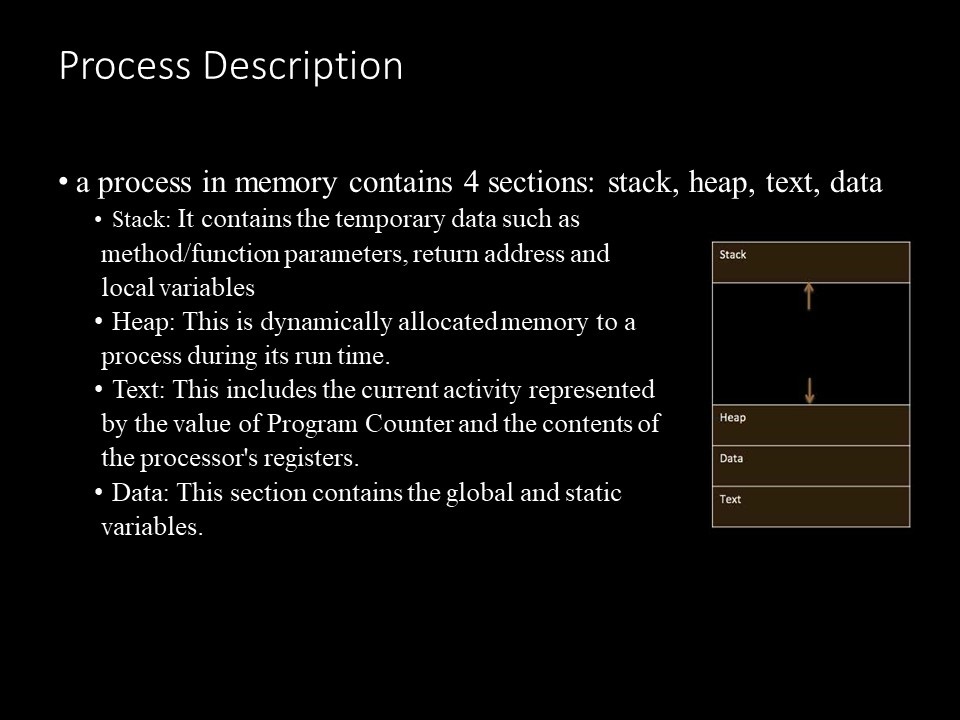 Process Description
• a process in memory contains 4 sections: stack, heap, text, data
• Stack: It contains the temporary data such as
method/function parameters, return address and
local variables
• Heap: This is dynamically allocated memory to a
process during its run time.
• Text: This includes the current activity represented
by the value of Program Counter and the contents of
the processor's registers.
• Data: This section contains the global and static
variables.
Stack
Heap
Data
Text